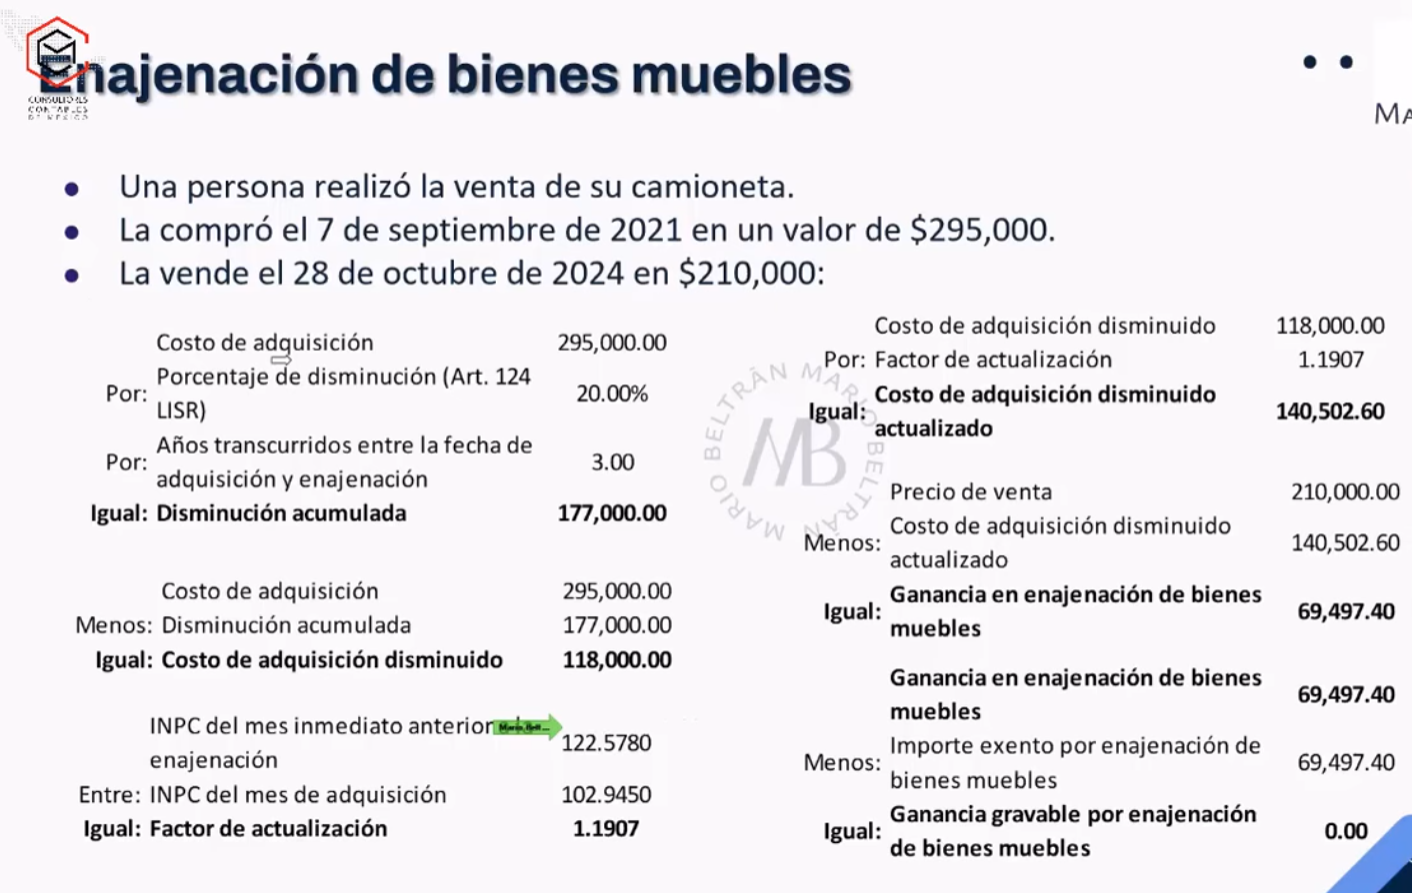 Enajenación de bienes muebles
CONSULTORES
CONTABLES
DE MÉXICO
• Una persona realizó la venta de su camioneta.
• La compró el 7 de septiembre de 2021 en un valor de $295,000.
• La vende el 28 de octubre de 2024 en $210,000:
Costo de adquisición 295,000.00
Por: Porcentaje de disminución (Art. 124 LISR) 20.00%
Por: Años transcurridos entre la fecha de adquisición y enajenación 3.00
Igual: Disminución acumulada 177,000.00
Costo de adquisición 295,000.00
Menos: Disminución acumulada 177,000.00
Igual: Costo de adquisición disminuido 118,000.00
INPC del mes inmediato anterior
enajenación 122.5780
Entre: INPC del mes de adquisición 102.9450
Igual: Factor de actualización 1.1907
Costo de adquisición disminuido 118,000.00
Por: Factor de actualización 1.1907
Igual: Costo de adquisición disminuido actualizado 140,502.60
Precio de venta 210,000.00
Menos: Costo de adquisición disminuido actualizado 140,502.60
Igual: Ganancia en enajenación de bienes muebles 69,497.40
Ganancia en enajenación de bienes muebles 69,497.40
Menos: Importe exento por enajenación de bienes muebles 69,497.40
Igual: Ganancia gravable por enajenación de bienes muebles 0.00
MARIO BELTRÁN MARIO BELTRÁN
MB